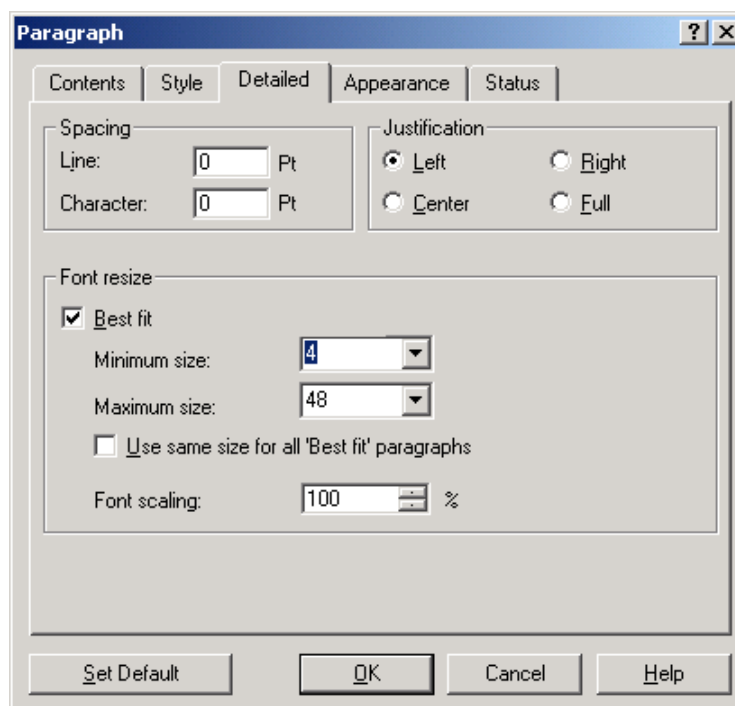 Paragraph
Contents Style Detailed Appearance Status
Spacing
Line: 0 Pt
Character: 0 Pt
Justification
Left Right
Center Full
Font resize
Best fit
Minimum size: 4
Maximum size: 48
Use same size for all 'Best fit' paragraphs
Font scaling: 100 %
Set Default OK Cancel Help